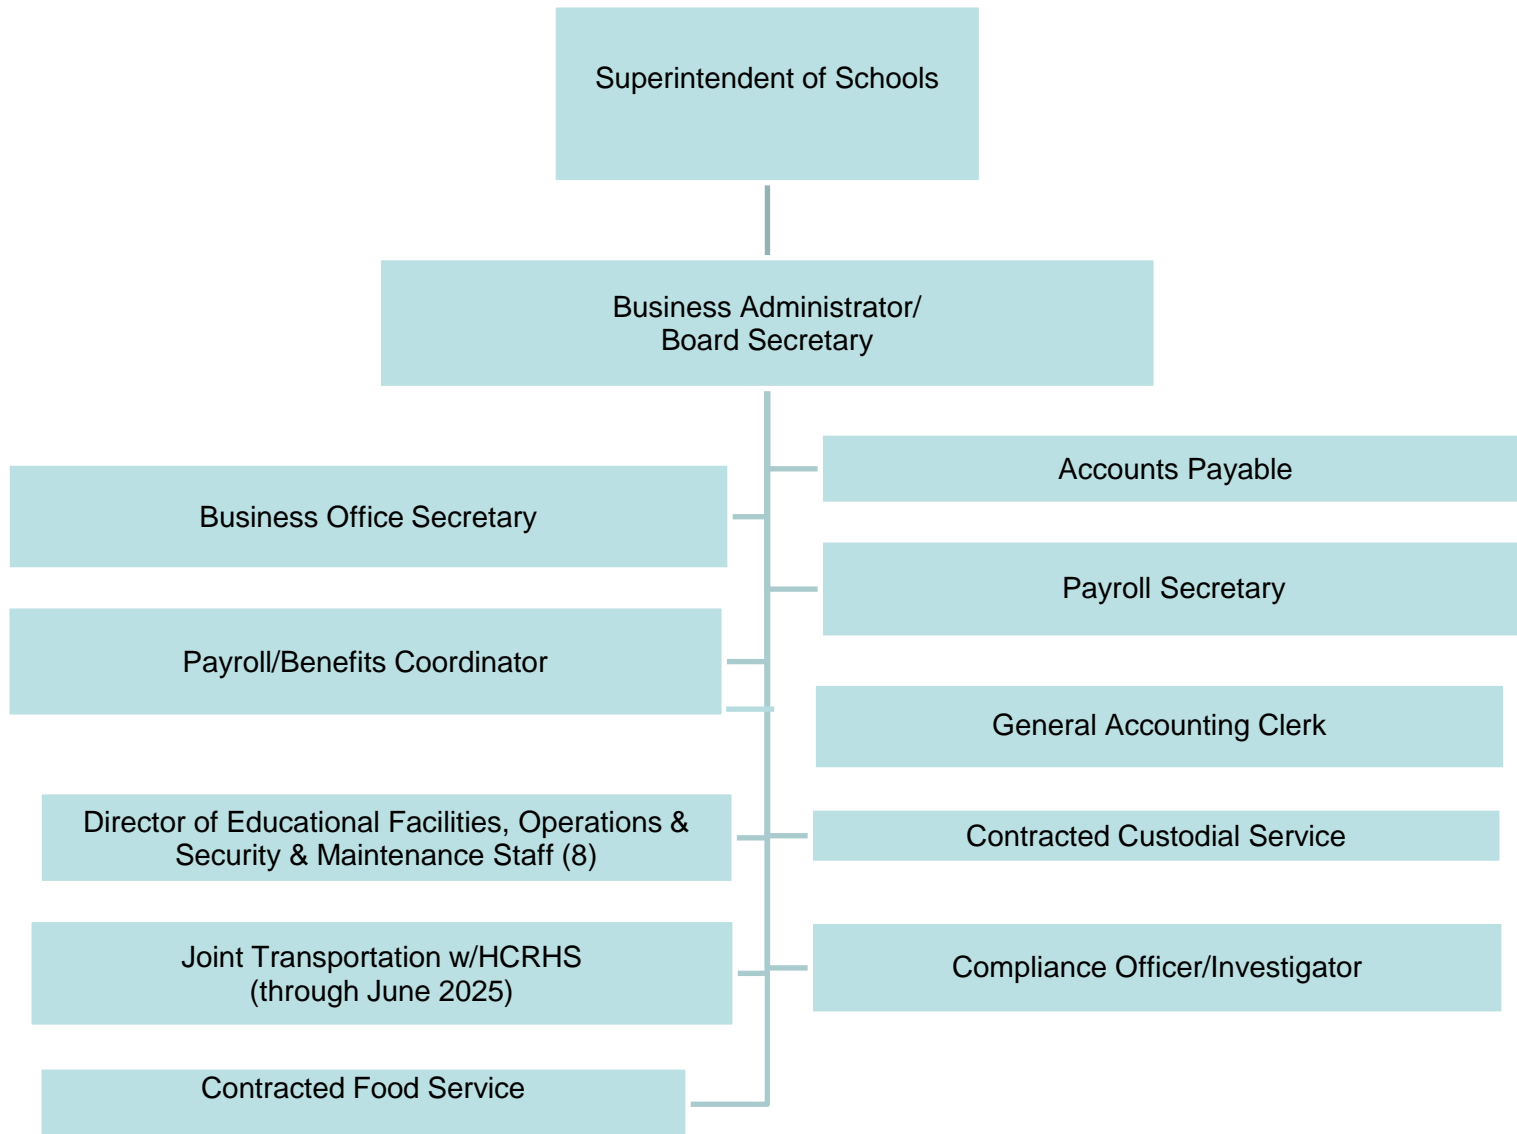 Superintendent of Schools
Business Administrator/
Board Secretary
Accounts Payable
Business Office Secretary
Payroll Secretary
Payroll/Benefits Coordinator
General Accounting Clerk
Director of Educational Facilities, Operations &
Security & Maintenance Staff (8)
Contracted Custodial Service
Joint Transportation w/HCRHS
(through June 2025)
Compliance Officer/Investigator
Contracted Food Service